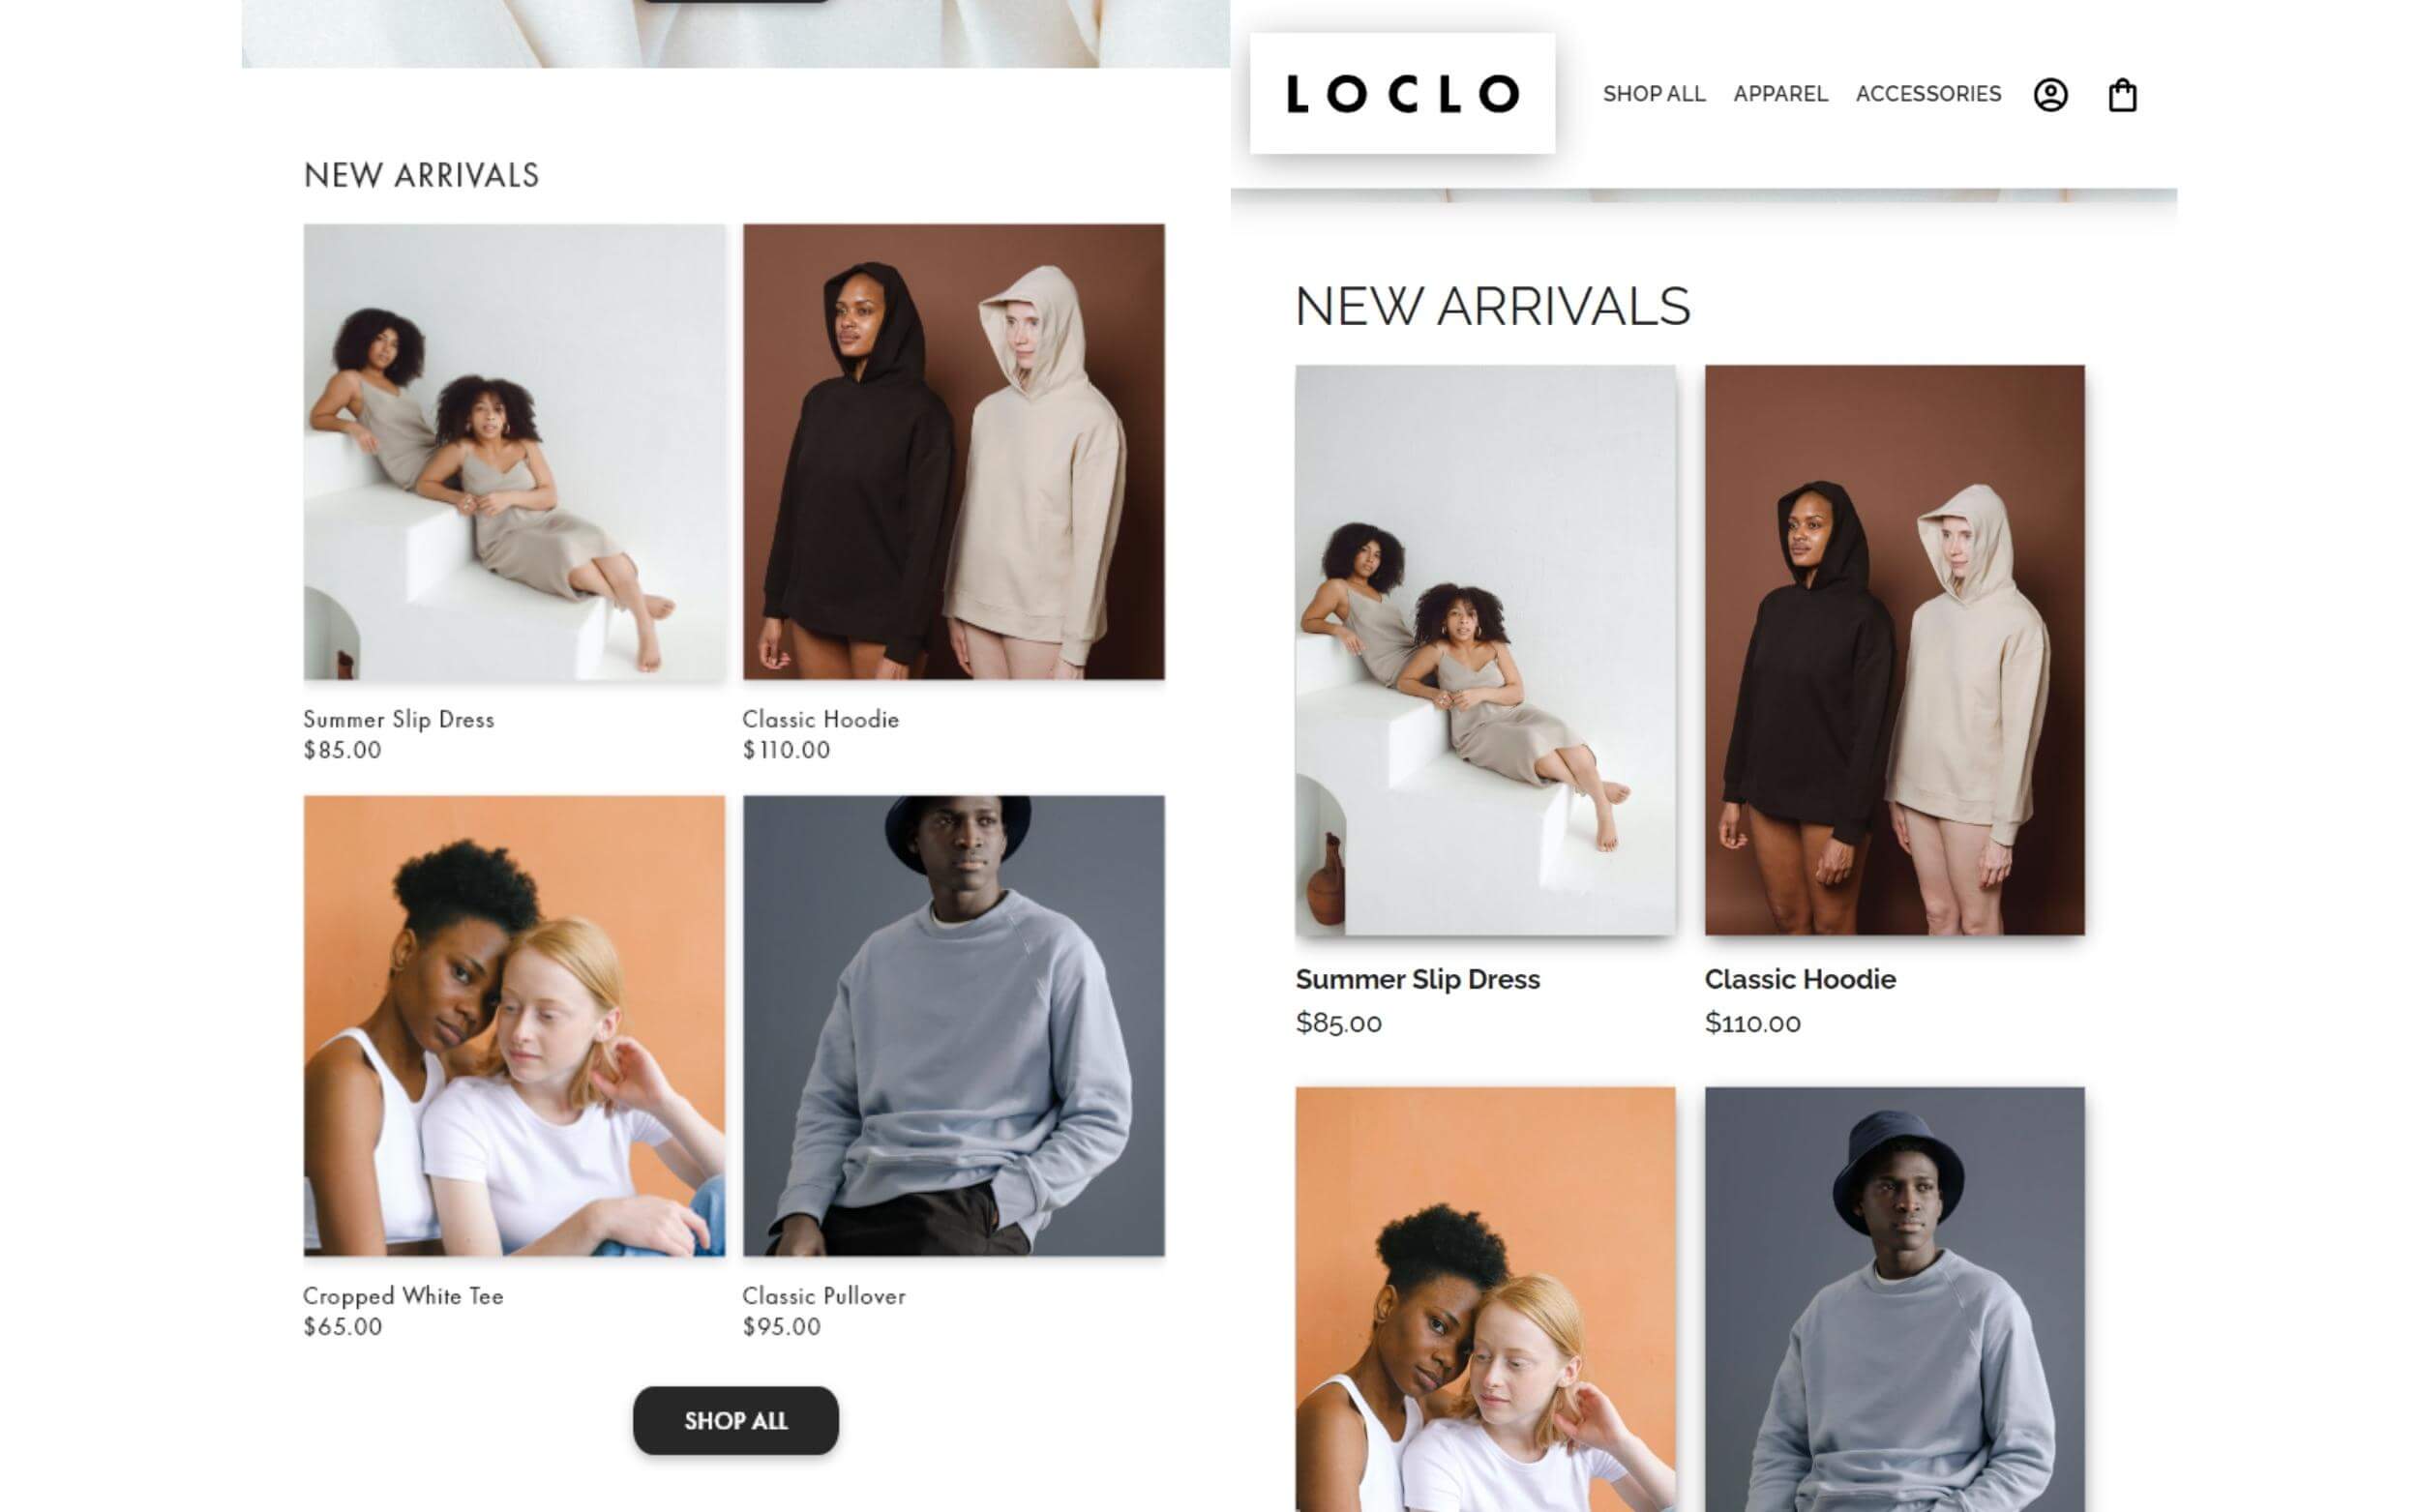 NEW ARRIVALS
Summer Slip Dress
$85.00
Classic Hoodie
$110.00
Cropped White Tee
$65.00
Classic Pullover
$95.00
SHOP ALL
LOCLO
SHOP ALL
APPAREL
ACCESSORIES
NEW ARRIVALS
Summer Slip Dress
$85.00
Classic Hoodie
$110.00